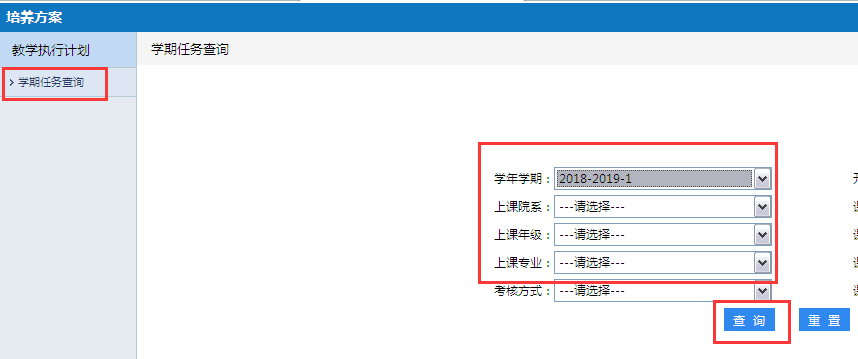 培养方案
教学执行计划
学期任务查询
学期任务查询
学年学期：2018-2019-1
上课院系：---请选择---
上课年级：---请选择---
上课专业：---请选择---
考核方式：---请选择---
查 询 重 置